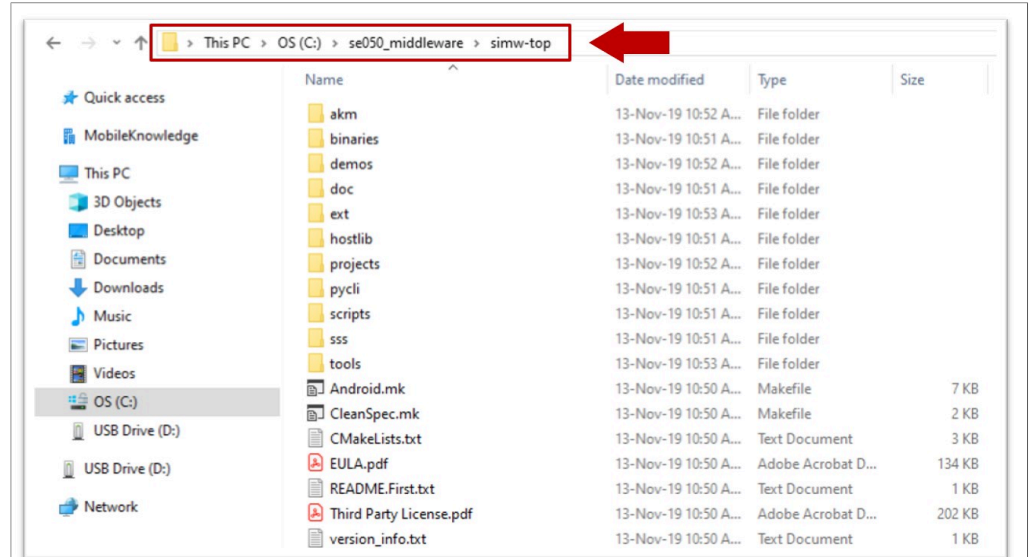 This PC > OS (C:) > se050_middleware > simw-top
Name Date modified Type Size
Quick access
MobileKnowledge
This PC
3D Objects
Desktop
Documents
Downloads
Music
Pictures
Videos
OS (C:)
USB Drive (D:)
USB Drive (D:)
Network
akm 13-Nov-19 10:52 A... File folder
binaries 13-Nov-19 10:51 A... File folder
demos 13-Nov-19 10:52 A... File folder
doc 13-Nov-19 10:51 A... File folder
ext 13-Nov-19 10:53 A... File folder
hostlib 13-Nov-19 10:51 A... File folder
projects 13-Nov-19 10:52 A... File folder
pycli 13-Nov-19 10:51 A... File folder
scripts 13-Nov-19 10:51 A... File folder
sss 13-Nov-19 10:51 A... File folder
tools 13-Nov-19 10:53 A... File folder
Android.mk 13-Nov-19 10:50 A... Makefile 7 KB
CleanSpec.mk 13-Nov-19 10:50 A... Makefile 2 KB
CMakeLists.txt 13-Nov-19 10:50 A... Text Document 3 KB
EULA.pdf 13-Nov-19 10:50 A... Adobe Acrobat D... 134 KB
README.First.txt 13-Nov-19 10:50 A... Text Document 1 KB
Third Party License.pdf 13-Nov-19 10:50 A... Adobe Acrobat D... 202 KB
version_info.txt 13-Nov-19 10:50 A... Text Document 1 KB